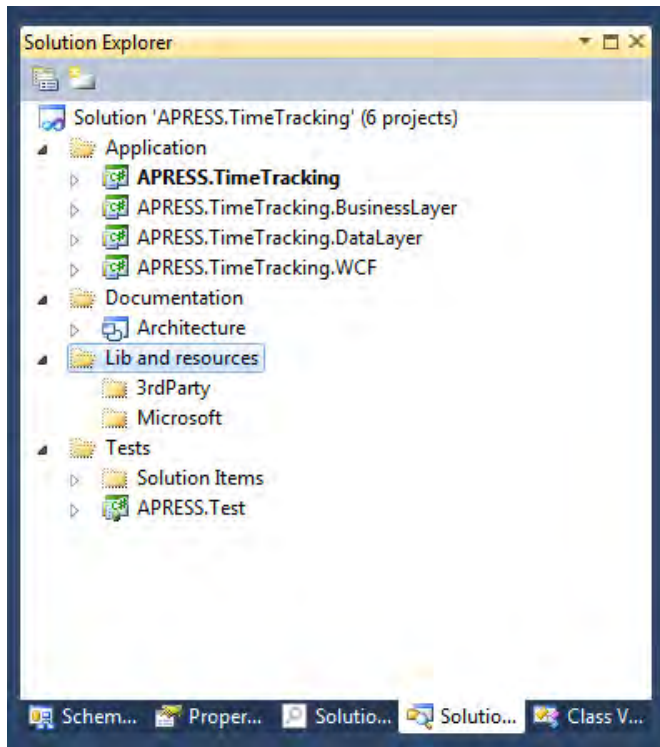 Solution Explorer
Solution 'APRESS.TimeTracking' (6 projects)
Application
APRESS.TimeTracking
APRESS.TimeTracking.BusinessLayer
APRESS.TimeTracking.DataLayer
APRESS.TimeTracking.WCF
Documentation
Architecture
Lib and resources
3rdParty
Microsoft
Tests
Solution Items
APRESS.Test
Schem... Proper... Solutio... Solutio... Class V...